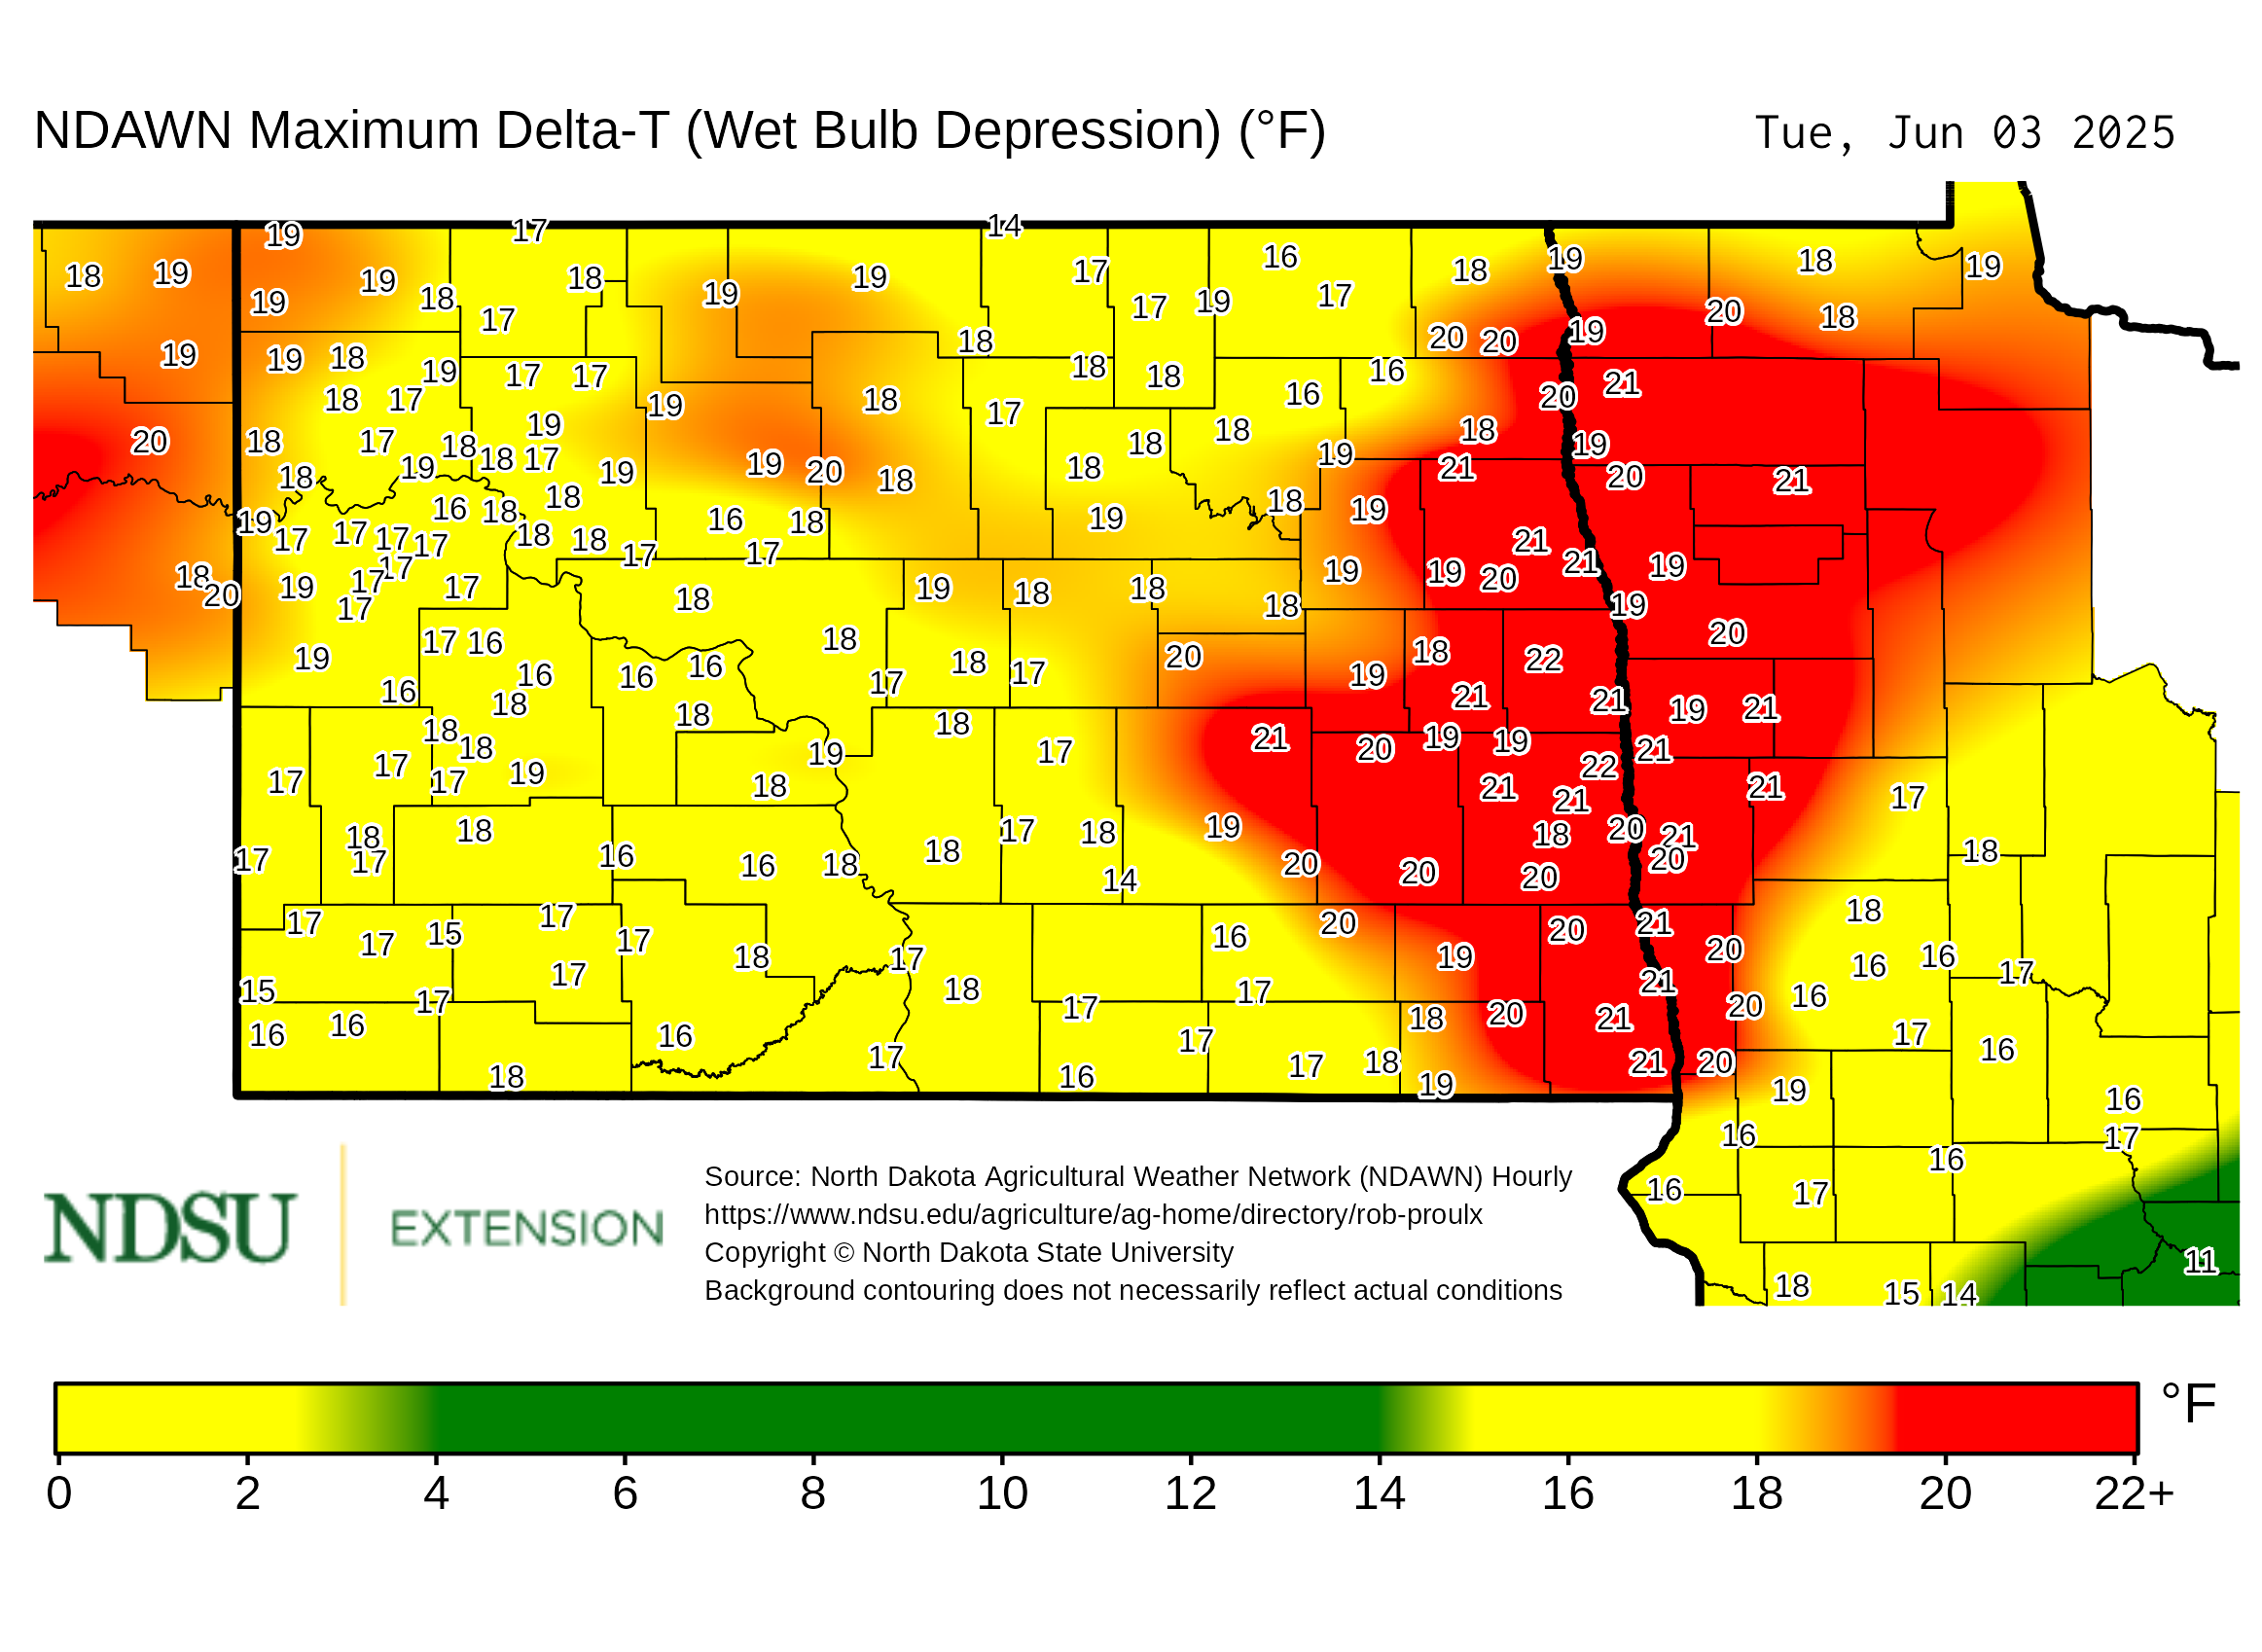 NDAWN Maximum Delta-T (Wet Bulb Depression) (°F)
Tue, Jun 03 2025
19 17 14
18 19 19 18 19 17 16 18 19 18 19
19 18 17 19 17 19 17 20 18
19 19 18 19 17 17 18 18 18 20 20 19
18 17 19 18 17 16 16 20 21
20 18 17 18 19 18 17 19 19 20 18 18 18 19 18 19
18 19 16 18 18 18 19 18 21 20 21
19 17 17 17 17 18 18 17 16 18 17 19 19 21
18 20 19 17 17 17 17 18 19 18 18 18 19 19 20 21 19 19
19 17 16 16 16 16 18 18 17 20 19 18 22 20
16 18 18 18 17 21 21 19 21
18 18 17 17 17 19 19 18 17 21 20 19 19 21
18 18 17 16 16 18 18 17 18 19 21 22 21 21 17
17 14 20 20 18 20 20 21 20 18
17 17 15 17 17 18 17 16 20 19 20 21 20 18
15 17 17 18 17 17 21 16 16 17
16 16 16 17 17 18 20 21 20 16 17 16
18 16 17 18 19 21 20 19 16
16 17 16
16 17 11
18 15 14
NDSU
EXTENSION
Source: North Dakota Agricultural Weather Network (NDAWN) Hourly
https://www.ndsu.edu/agriculture/ag-home/directory/rob-proulx
Copyright © North Dakota State University
Background contouring does not necessarily reflect actual conditions
°F
0 2 4 6 8 10 12 14 16 18 20 22+